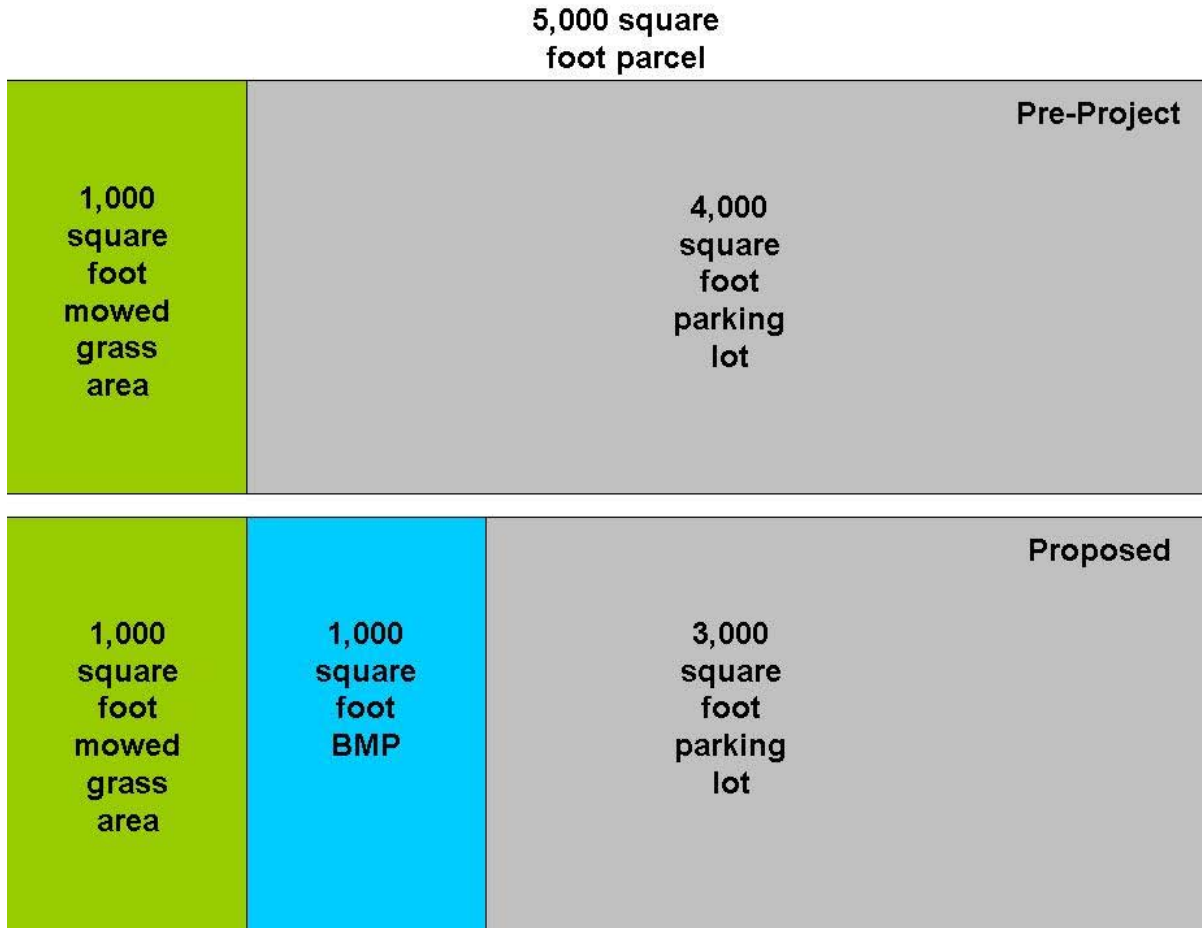 5,000 square
foot parcel
Pre-Project
1,000
square
foot
mowed
grass
area
4,000
square
foot
parking
lot
Proposed
1,000
square
foot
mowed
grass
area
1,000
square
foot
BMP
3,000
square
foot
parking
lot